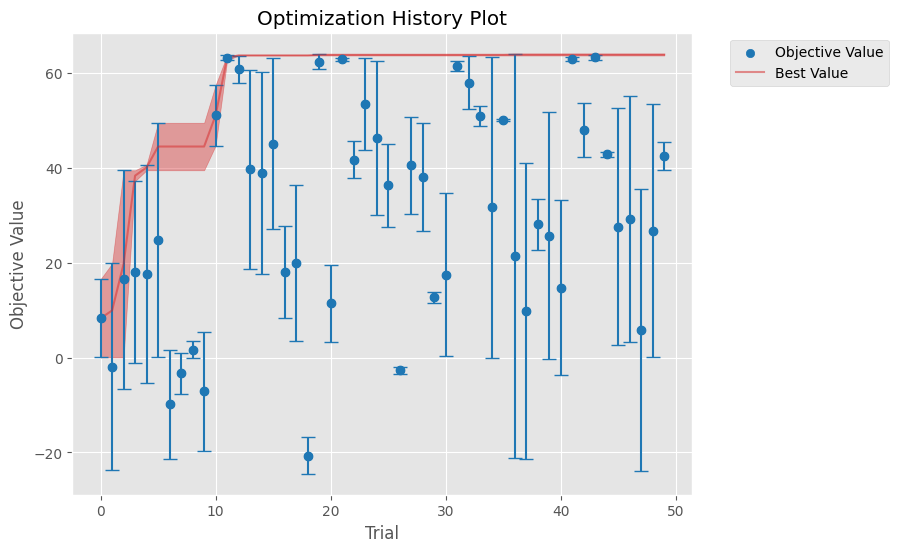 Optimization History Plot
Objective Value
Best Value
Objective Value
60
40
20
0
−20
0 10 20 30 40 50
Trial